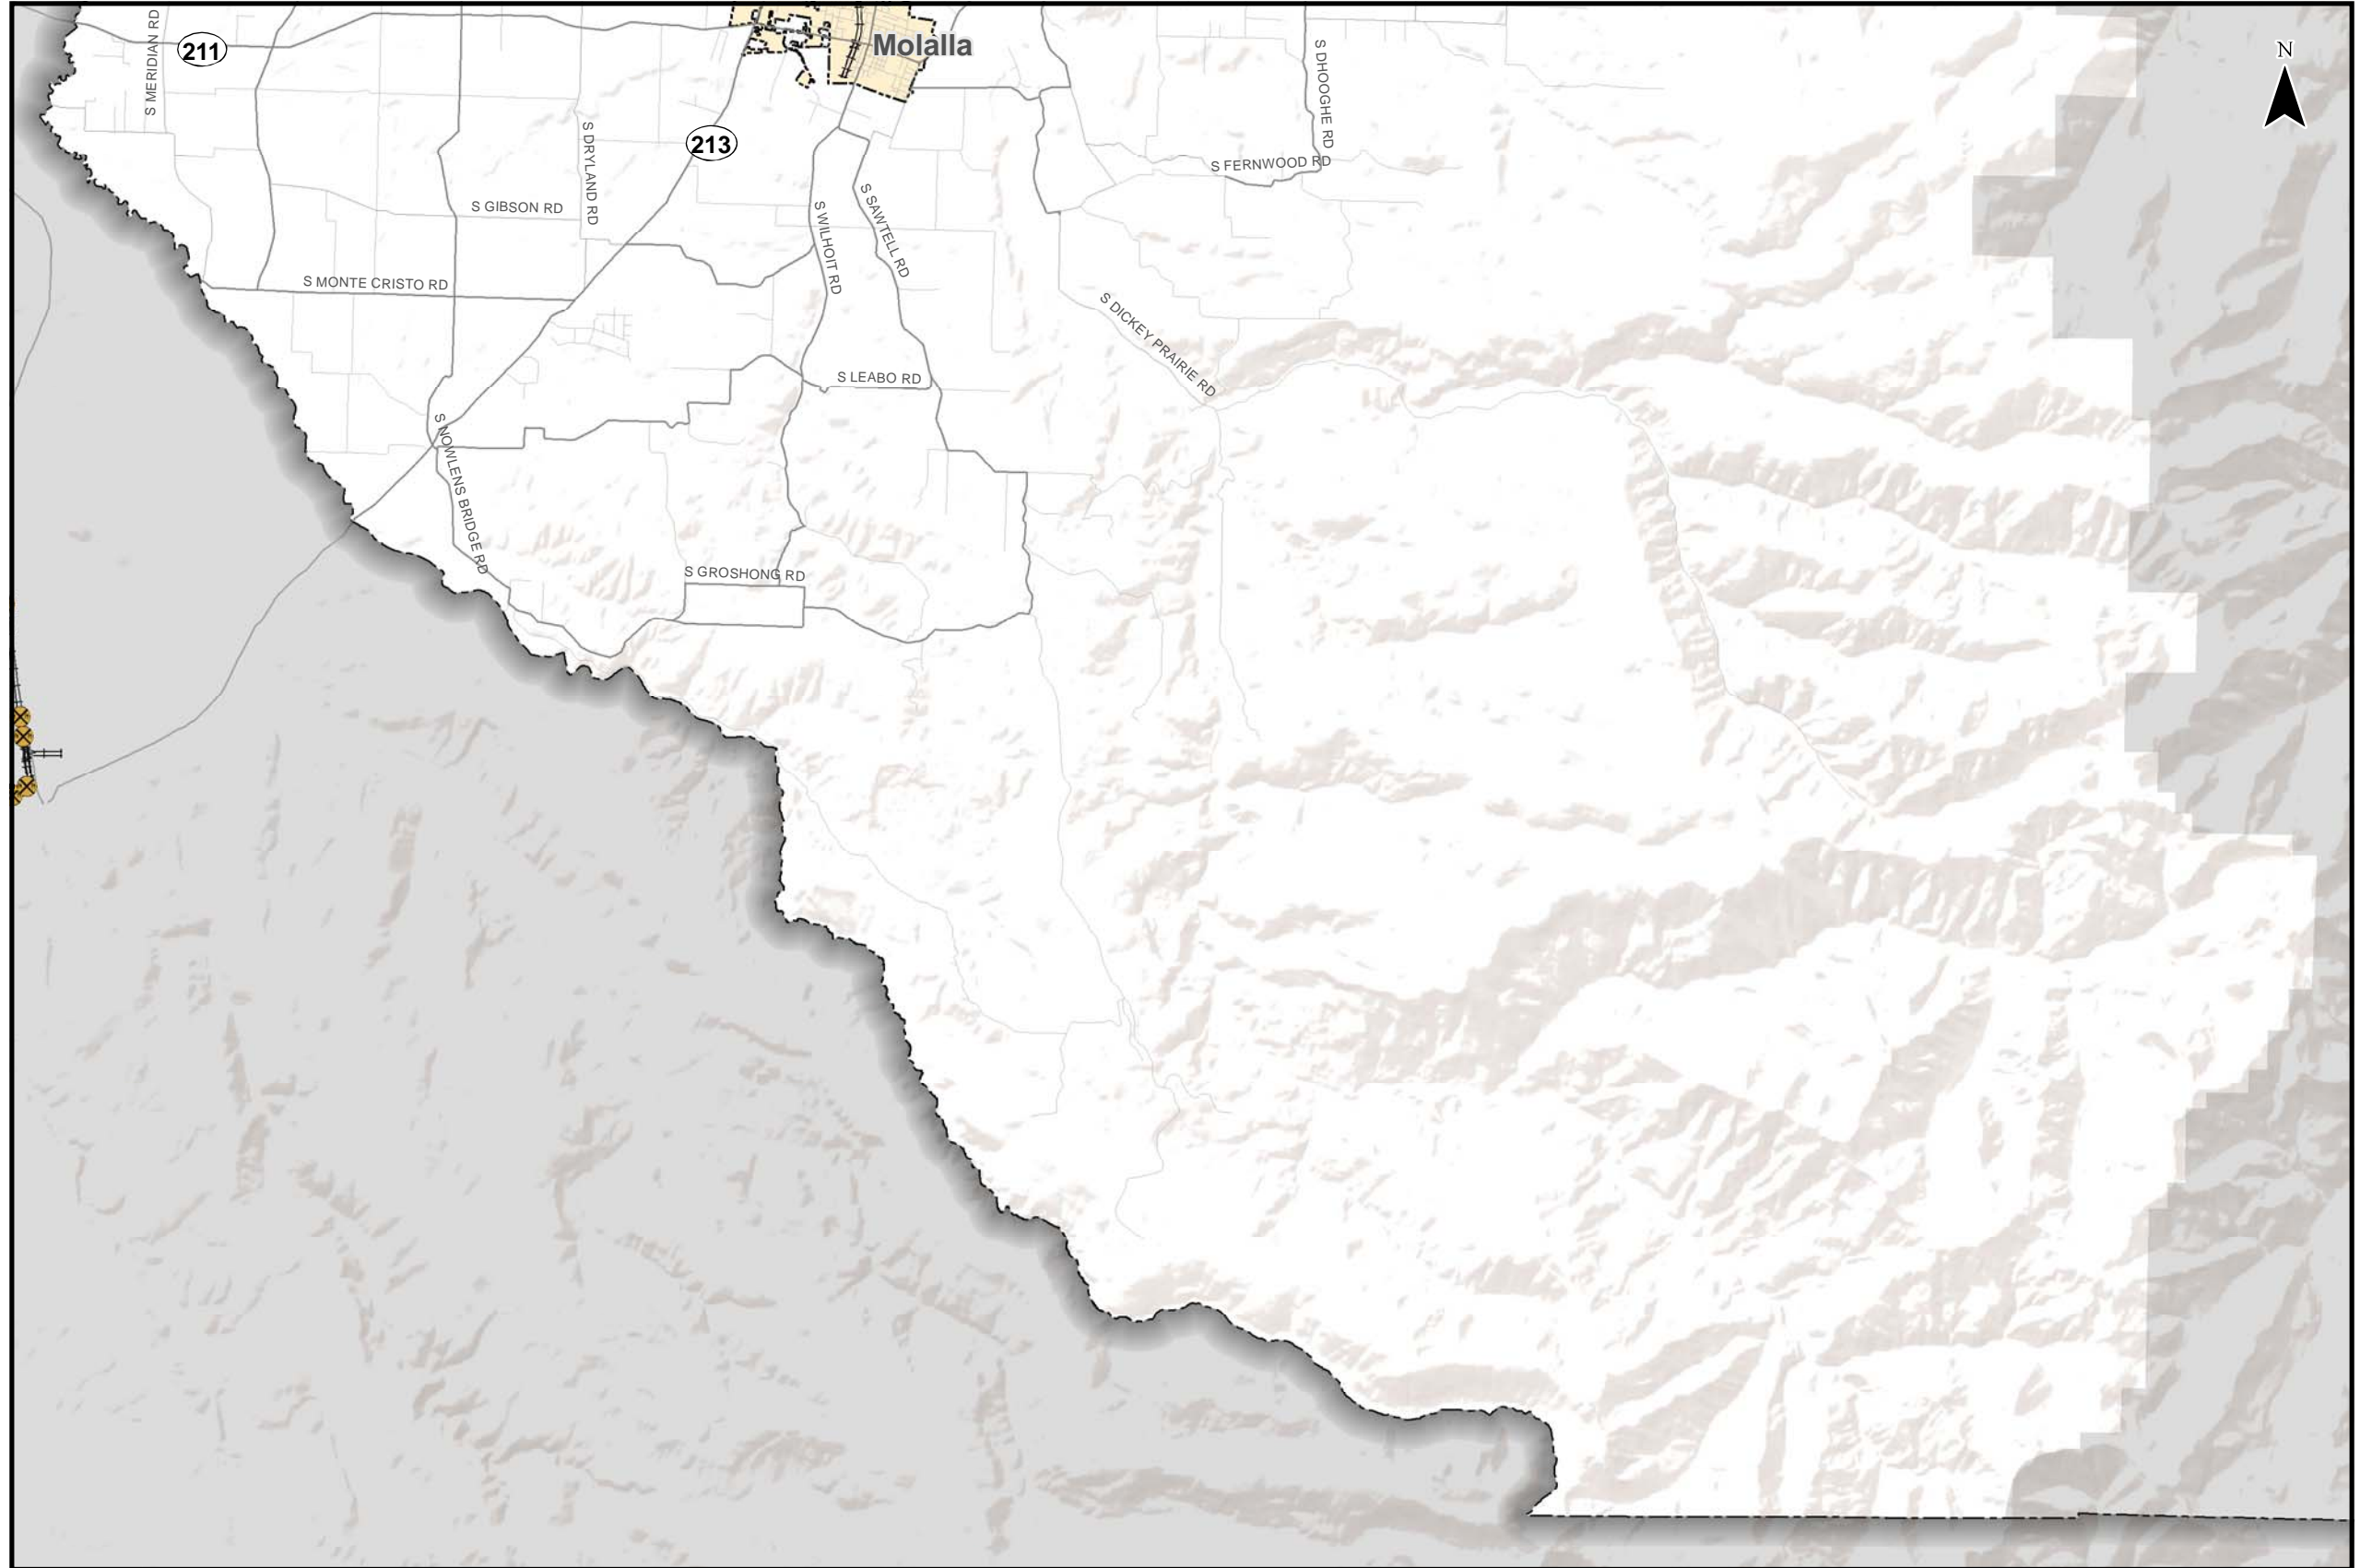 S MERIDIAN RD
211
Molalla
S DHOOGHE RD
N
213
S DRYLAND RD
S FERNWOOD RD
S GIBSON RD
S WILHOIT RD
S SAWTELL RD
S MONTE CRISTO RD
S DICKEY PRAIRIE RD
S LEABO RD
S NOWLENS BRIDGE RD
S GROSHONG RD